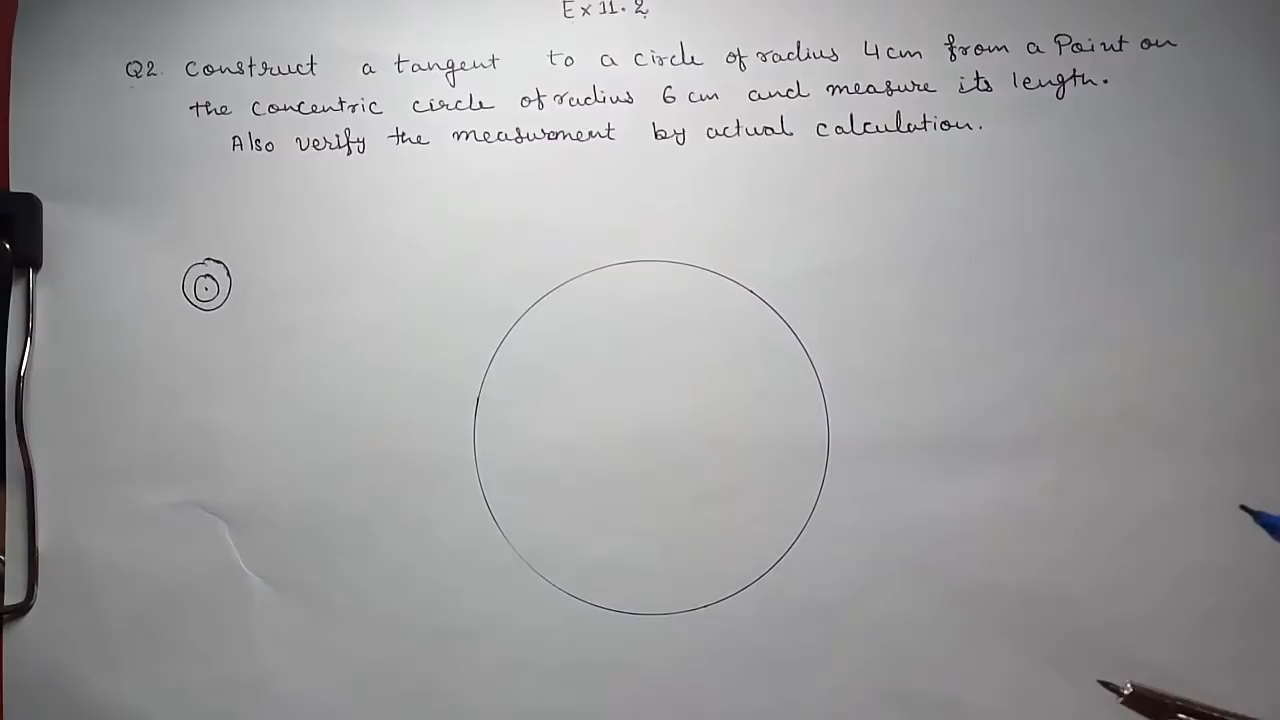 Ex 11.2
Q2. Construct a tangent to a circle of radius 4cm from a Point on
the concentric circle of radius 6 cm and measure its length.
Also verify the measurment by actual calculation.